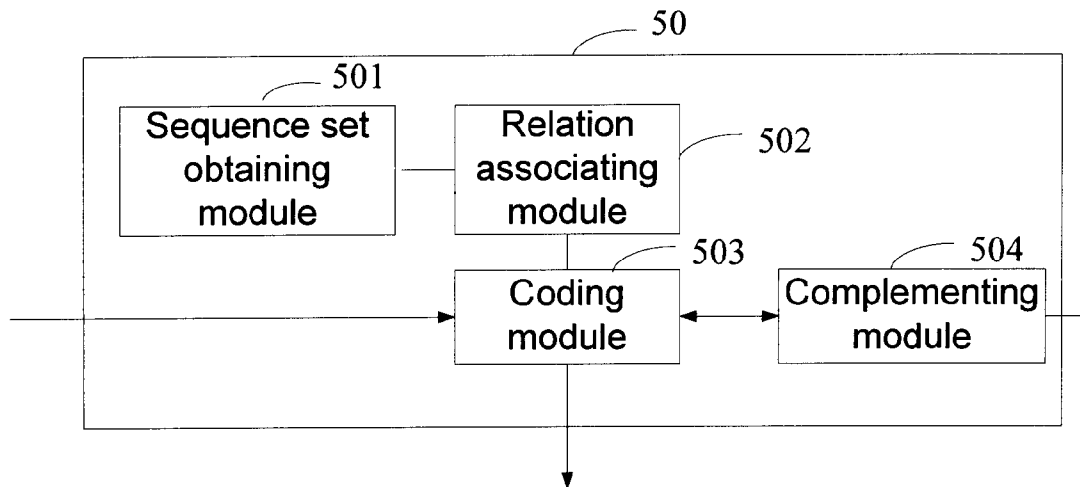 50
501
Sequence set
obtaining
module
Relation
associating
module
502
503
Coding
module
504
Complementing
module